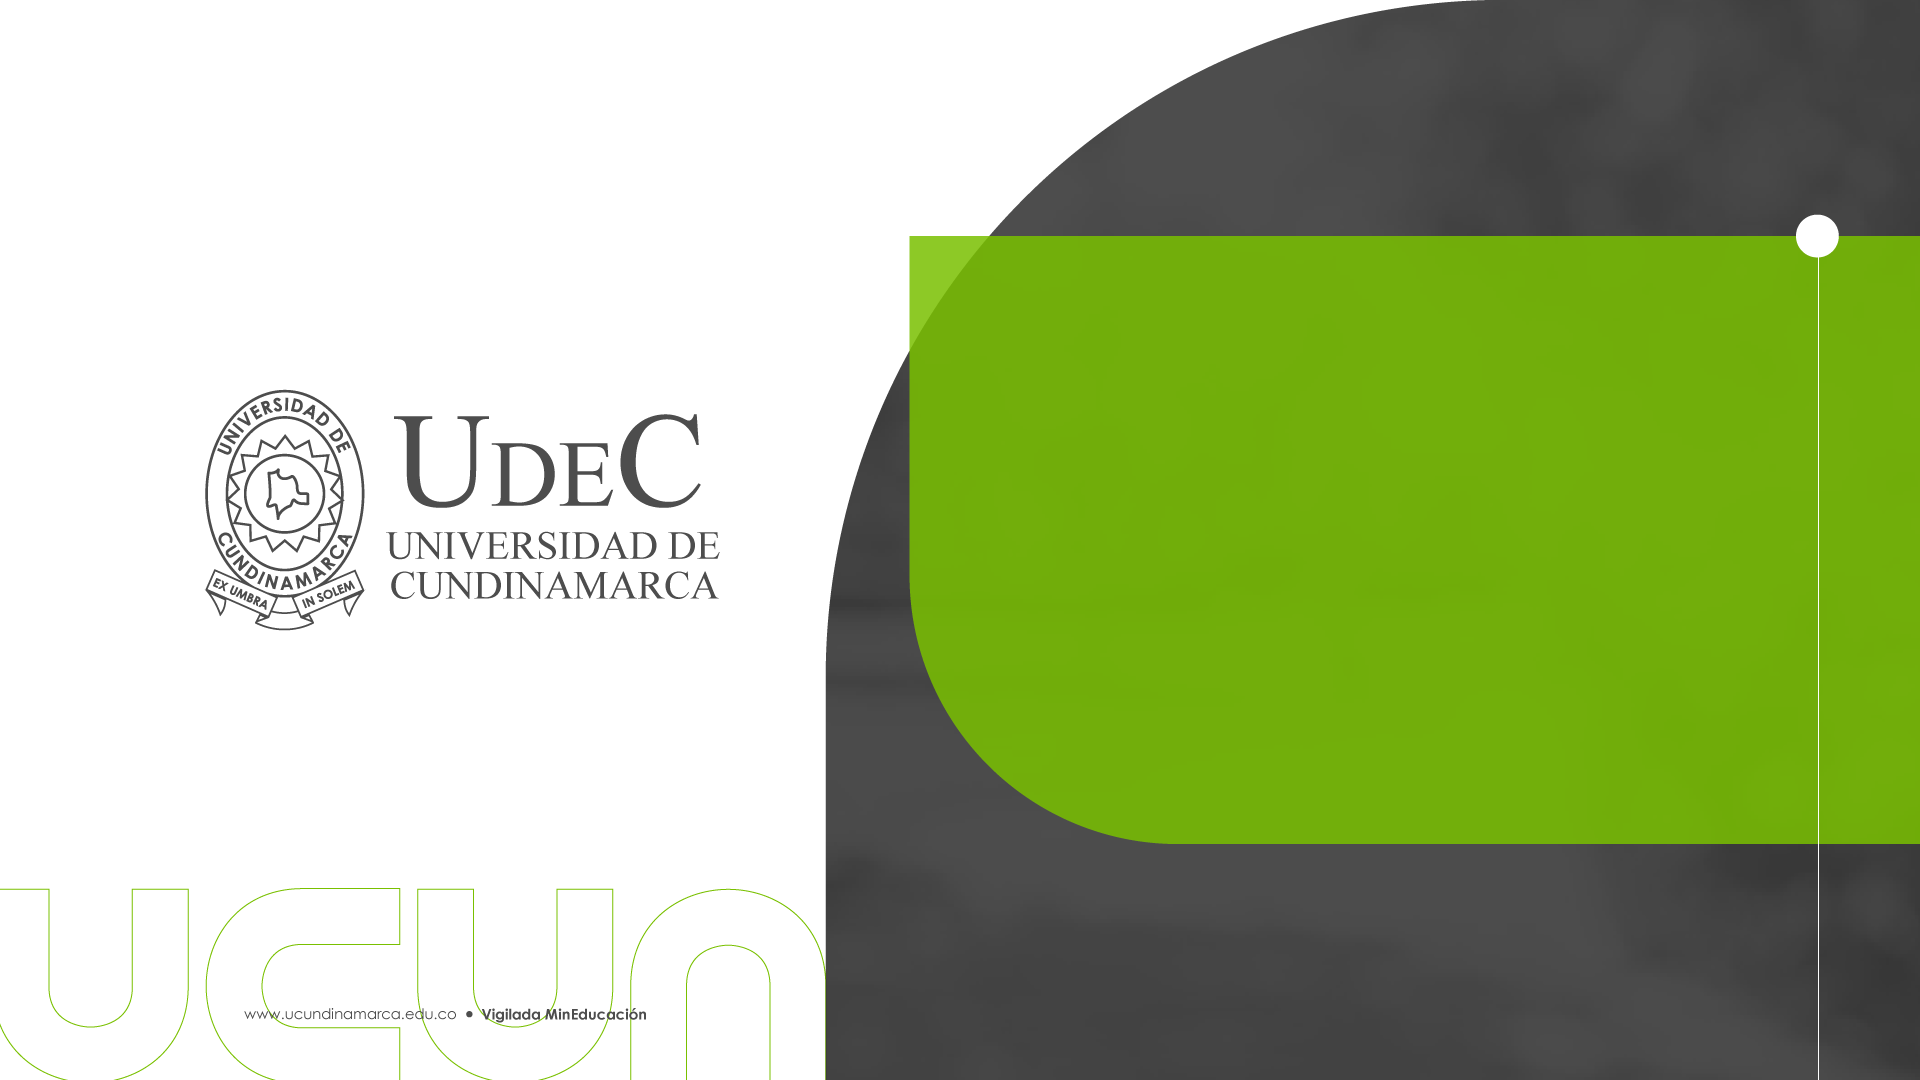 UNIVERSIDAD DE
CUNDINAMARCA
EX UMBRA
IN SOLEM
UDEC
UNIVERSIDAD DE
CUNDINAMARCA
UCUN
www.ucundinamarca.edu.co • Vigilada MinEducación